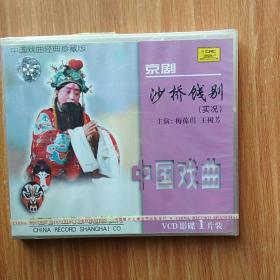 中国戏曲经典珍藏版
京剧
沙桥饯别
(实况)
主演:梅葆玥 王树芳
中国戏曲
CHINA RECORD SHANGHAI CO
VCD影碟1片装